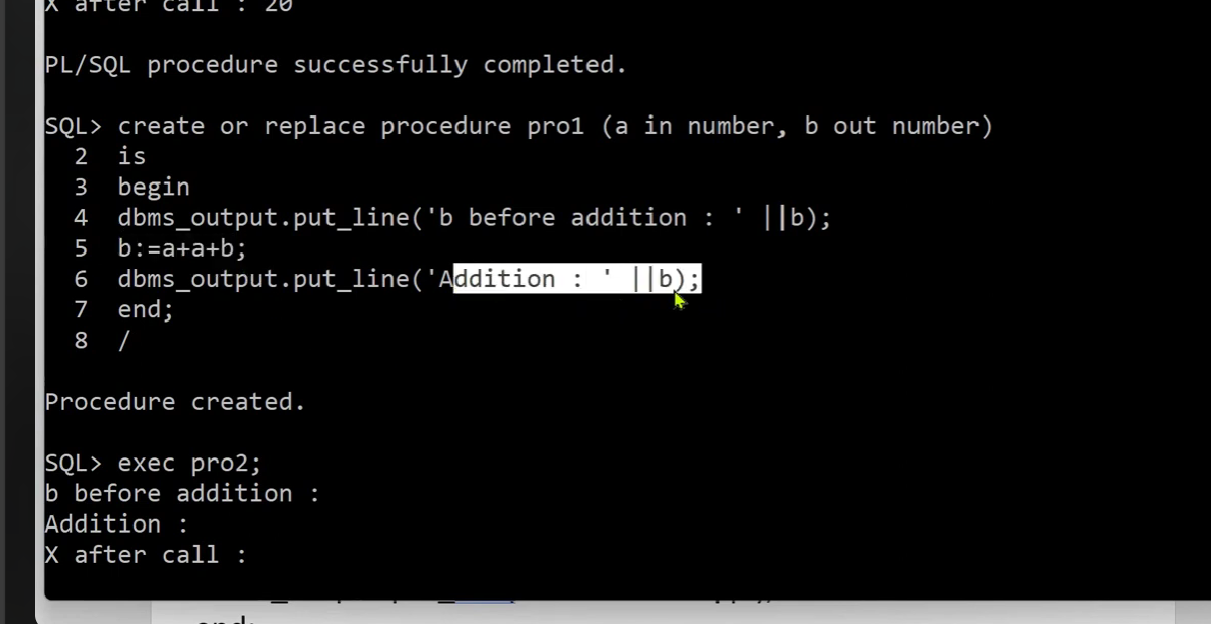 X after call : 20
PL/SQL procedure successfully completed.
SQL> create or replace procedure pro1 (a in number, b out number)
2 is
3 begin
4 dbms_output.put_line('b before addition : ' ||b);
5 b:=a+a+b;
6 dbms_output.put_line('Addition : ' ||b);
7 end;
8 /
Procedure created.
SQL> exec pro2;
b before addition :
Addition :
X after call :
end;